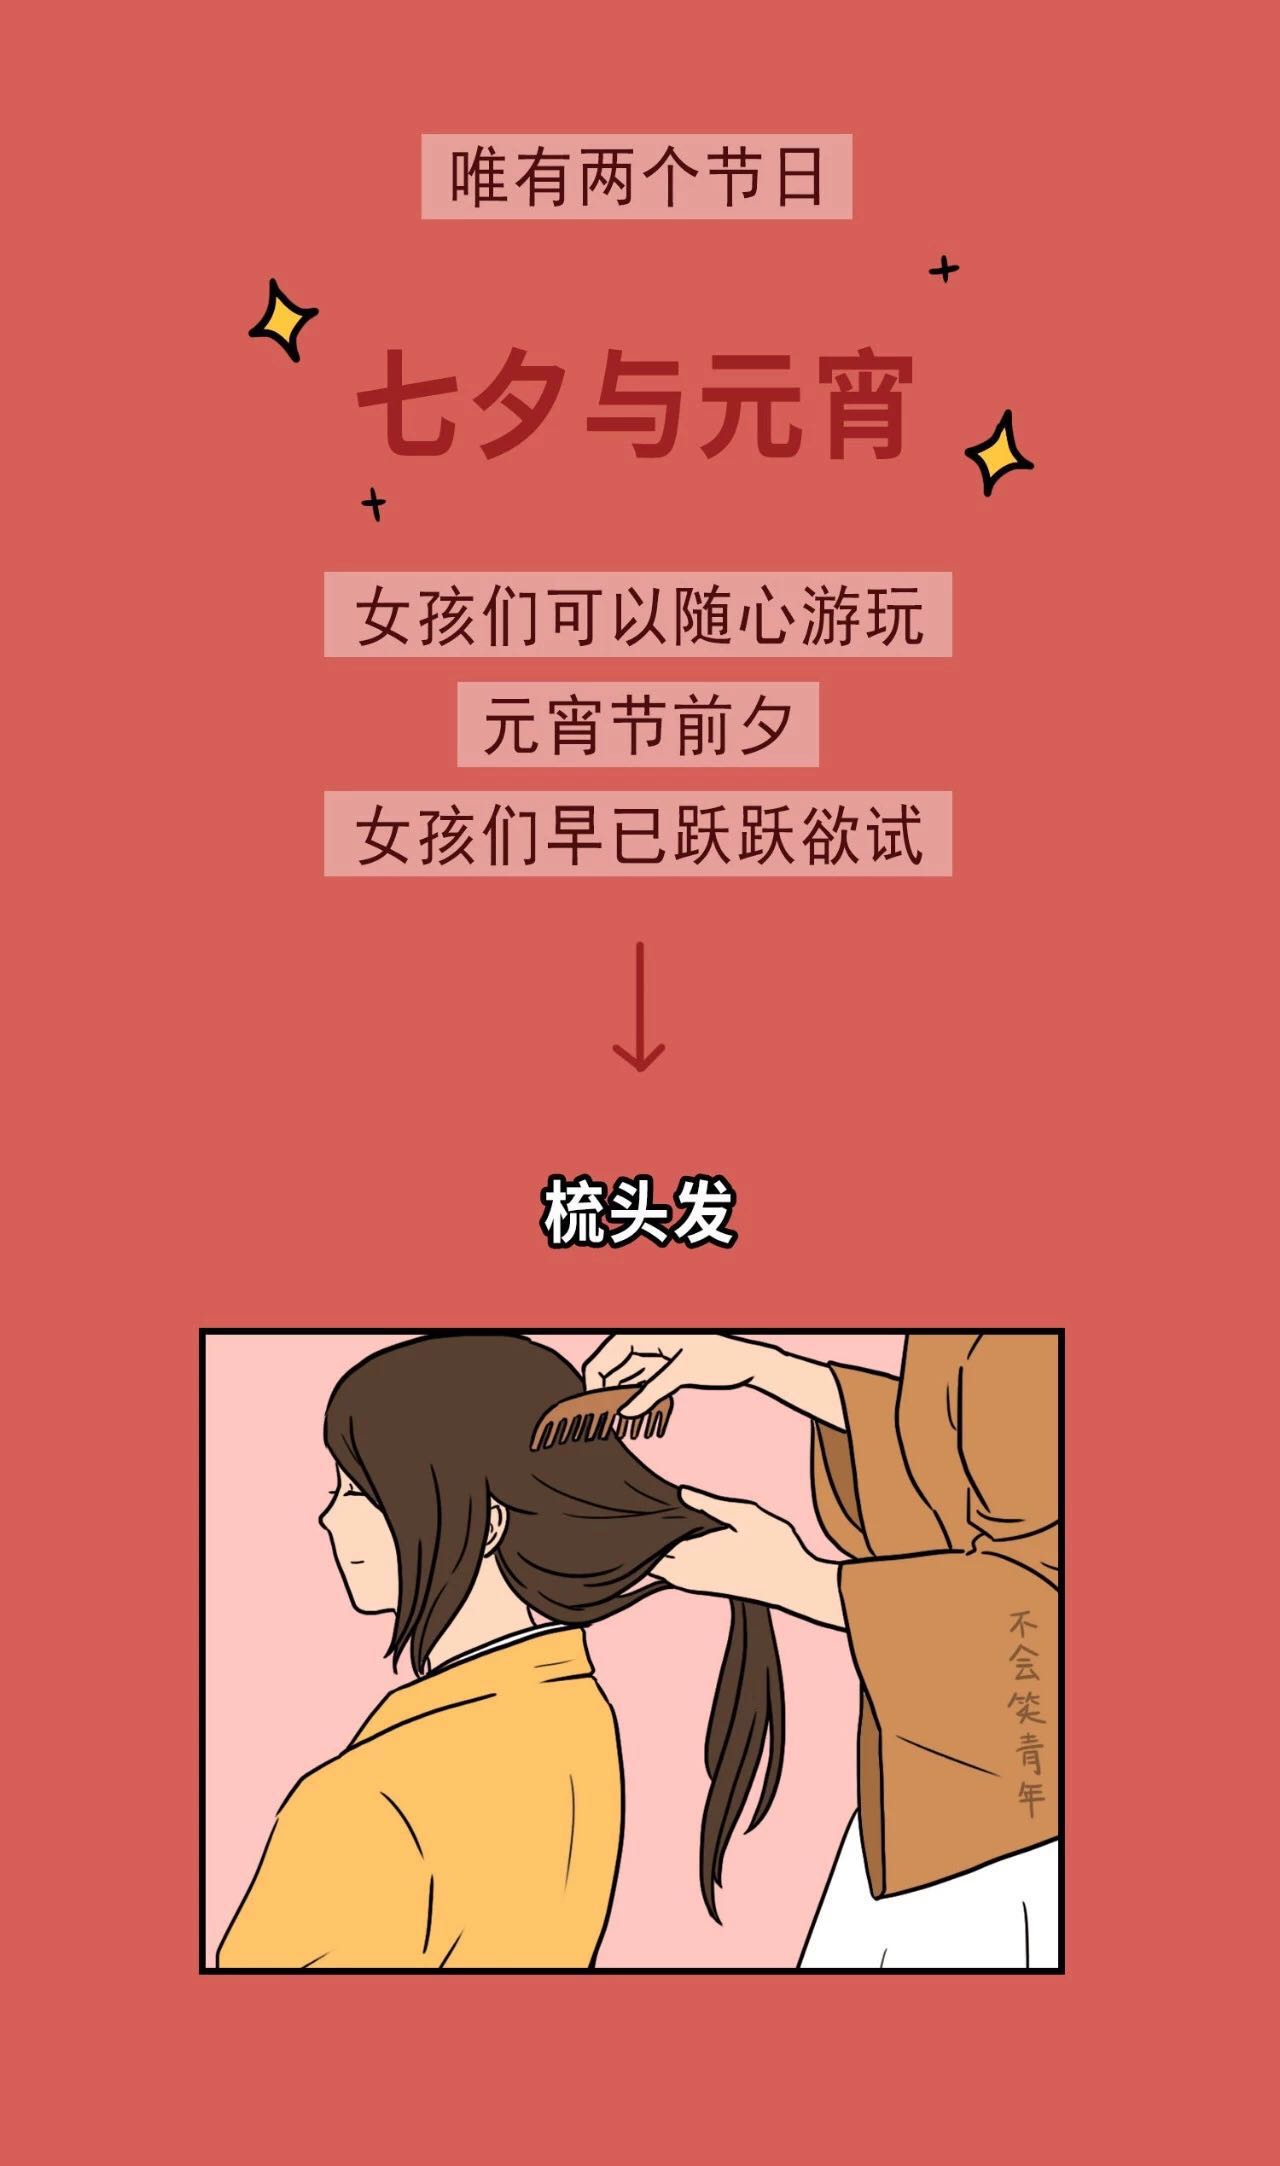 唯有两个节日
七夕与元宵
女孩们可以随心游玩
元宵节前夕
女孩们早已跃跃欲试
梳头发
不会笑青年